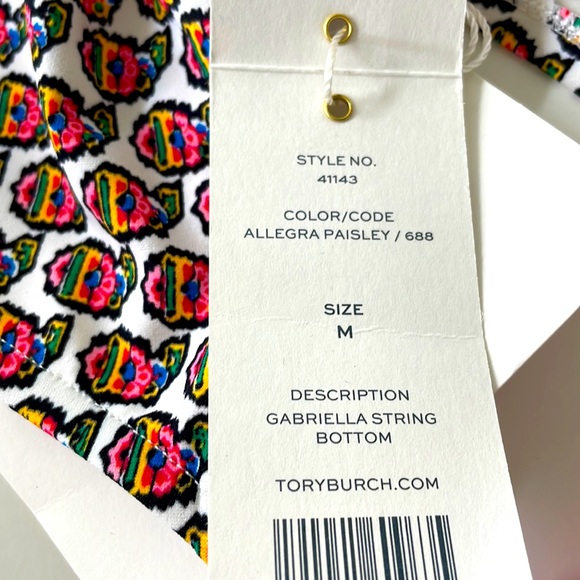 STYLE NO.
41143
COLOR/CODE
ALLEGRA PAISLEY / 688
SIZE
M
DESCRIPTION
GABRIELLA STRING
BOTTOM
TORYBURCH.COM